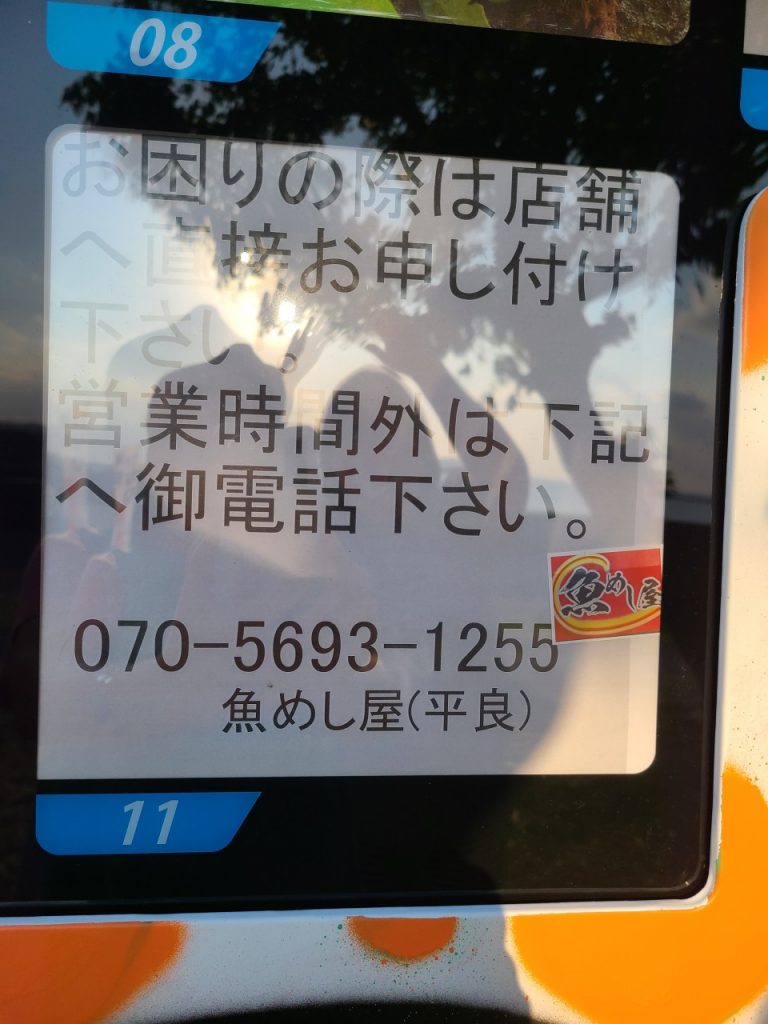 08
お困りの際は店舗
へ直接お申し付け
下さい。
営業時間外は下記
へ御電話下さい。
魚めし屋
070-5693-1255
魚めし屋(平良)
11